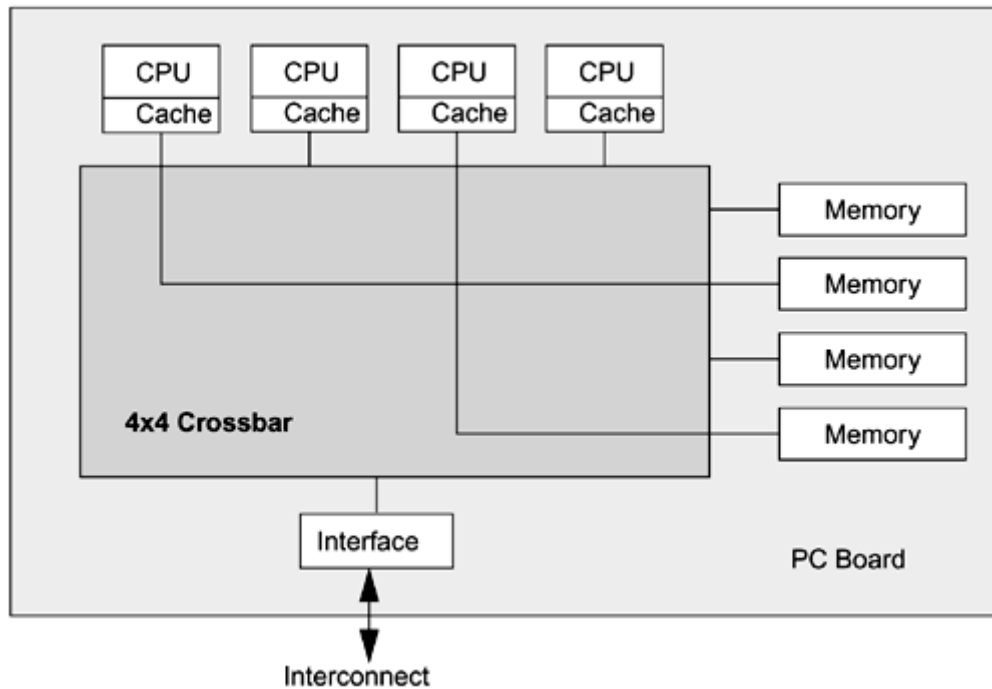 CPU
Cache
CPU
Cache
CPU
Cache
CPU
Cache
Memory
Memory
Memory
4x4 Crossbar
Memory
Interface
PC Board
Interconnect